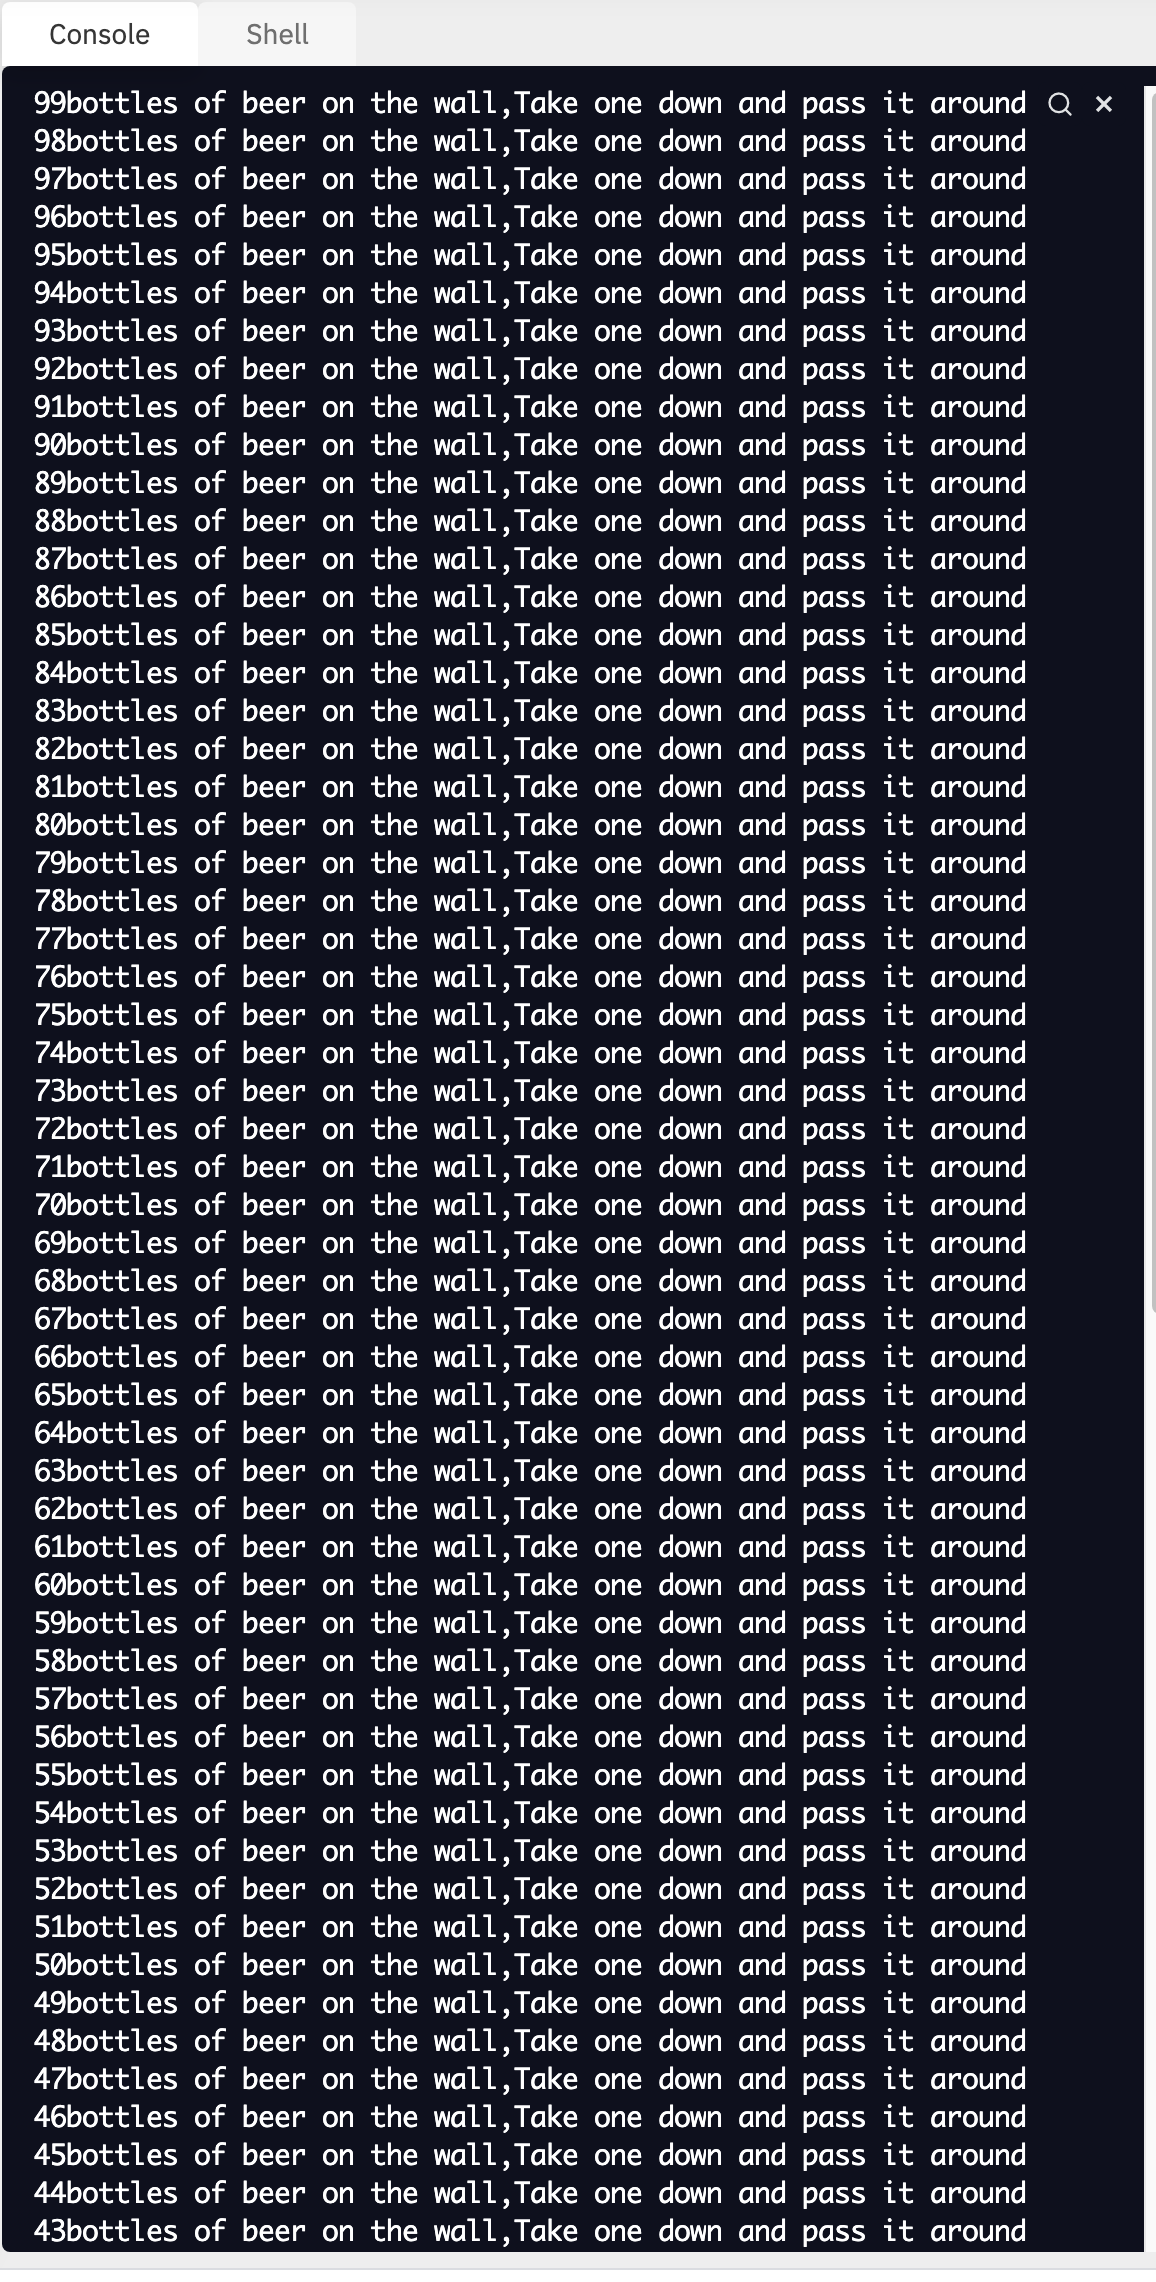 Console Shell
99bottles of beer on the wall,Take one down and pass it around
98bottles of beer on the wall,Take one down and pass it around
97bottles of beer on the wall,Take one down and pass it around
96bottles of beer on the wall,Take one down and pass it around
95bottles of beer on the wall,Take one down and pass it around
94bottles of beer on the wall,Take one down and pass it around
93bottles of beer on the wall,Take one down and pass it around
92bottles of beer on the wall,Take one down and pass it around
91bottles of beer on the wall,Take one down and pass it around
90bottles of beer on the wall,Take one down and pass it around
89bottles of beer on the wall,Take one down and pass it around
88bottles of beer on the wall,Take one down and pass it around
87bottles of beer on the wall,Take one down and pass it around
86bottles of beer on the wall,Take one down and pass it around
85bottles of beer on the wall,Take one down and pass it around
84bottles of beer on the wall,Take one down and pass it around
83bottles of beer on the wall,Take one down and pass it around
82bottles of beer on the wall,Take one down and pass it around
81bottles of beer on the wall,Take one down and pass it around
80bottles of beer on the wall,Take one down and pass it around
79bottles of beer on the wall,Take one down and pass it around
78bottles of beer on the wall,Take one down and pass it around
77bottles of beer on the wall,Take one down and pass it around
76bottles of beer on the wall,Take one down and pass it around
75bottles of beer on the wall,Take one down and pass it around
74bottles of beer on the wall,Take one down and pass it around
73bottles of beer on the wall,Take one down and pass it around
72bottles of beer on the wall,Take one down and pass it around
71bottles of beer on the wall,Take one down and pass it around
70bottles of beer on the wall,Take one down and pass it around
69bottles of beer on the wall,Take one down and pass it around
68bottles of beer on the wall,Take one down and pass it around
67bottles of beer on the wall,Take one down and pass it around
66bottles of beer on the wall,Take one down and pass it around
65bottles of beer on the wall,Take one down and pass it around
64bottles of beer on the wall,Take one down and pass it around
63bottles of beer on the wall,Take one down and pass it around
62bottles of beer on the wall,Take one down and pass it around
61bottles of beer on the wall,Take one down and pass it around
60bottles of beer on the wall,Take one down and pass it around
59bottles of beer on the wall,Take one down and pass it around
58bottles of beer on the wall,Take one down and pass it around
57bottles of beer on the wall,Take one down and pass it around
56bottles of beer on the wall,Take one down and pass it around
55bottles of beer on the wall,Take one down and pass it around
54bottles of beer on the wall,Take one down and pass it around
53bottles of beer on the wall,Take one down and pass it around
52bottles of beer on the wall,Take one down and pass it around
51bottles of beer on the wall,Take one down and pass it around
50bottles of beer on the wall,Take one down and pass it around
49bottles of beer on the wall,Take one down and pass it around
48bottles of beer on the wall,Take one down and pass it around
47bottles of beer on the wall,Take one down and pass it around
46bottles of beer on the wall,Take one down and pass it around
45bottles of beer on the wall,Take one down and pass it around
44bottles of beer on the wall,Take one down and pass it around
43bottles of beer on the wall,Take one down and pass it around